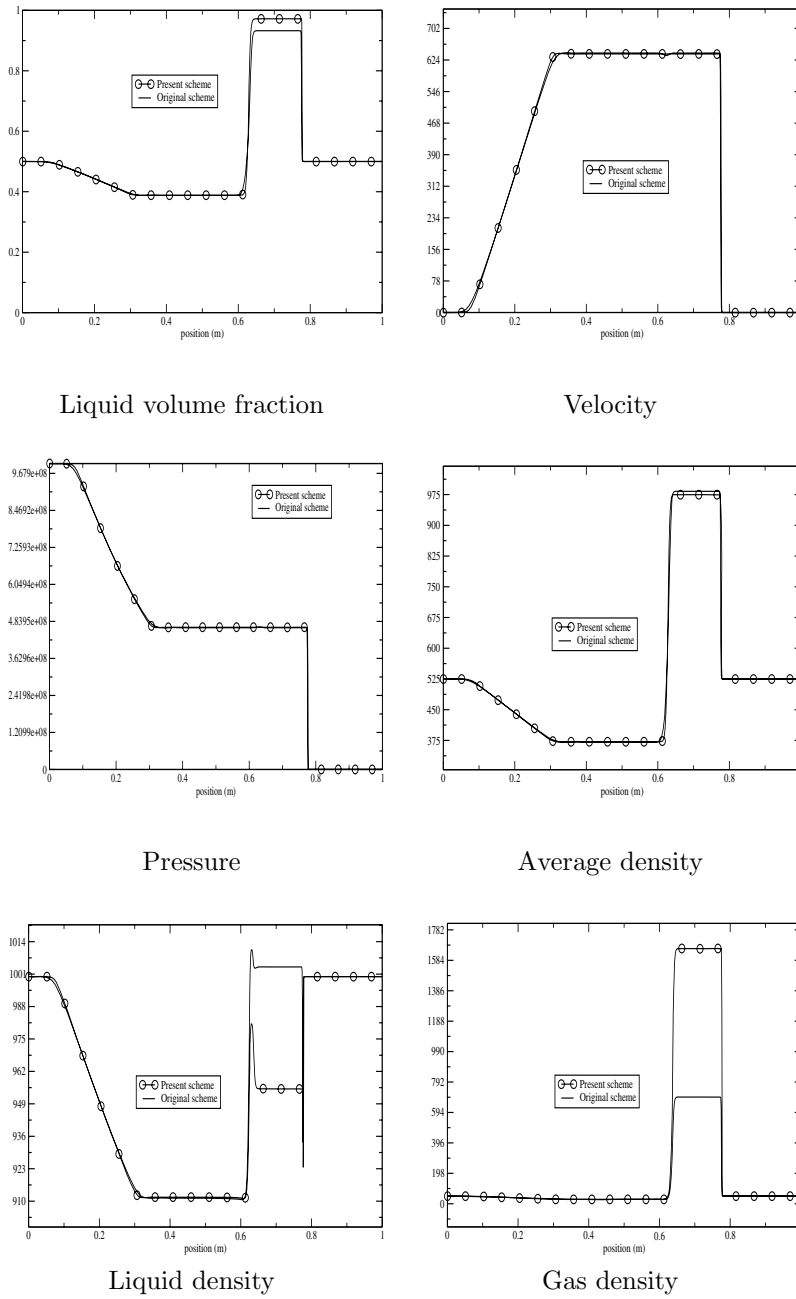 1
0.8
0.6
0.4
0.2
0
0
0.2
0.4
0.6
0.8
1
position (m)
Present scheme
Original scheme
Liquid volume fraction
702
624
546
468
390
312
234
156
78
0
0
0.2
0.4
0.6
0.8
position (m)
Present scheme
Original scheme
Velocity
9.679e+08
8.4692e+08
7.2593e+08
6.0494e+08
4.8395e+08
3.6296e+08
2.4198e+08
1.2099e+08
0
0
0.2
0.4
0.6
0.8
1
position (m)
Present scheme
Original scheme
Pressure
975
900
825
750
675
600
525
450
375
0
0.2
0.4
0.6
0.8
position (m)
Present scheme
Original scheme
Average density
1014
1001
988
975
962
949
936
923
910
0
0.2
0.4
0.6
0.8
1
position (m)
Present scheme
Original scheme
Liquid density
1782
1584
1386
1188
990
792
594
396
198
0
0
0.2
0.4
0.6
0.8
position (m)
Present scheme
Original scheme
Gas density